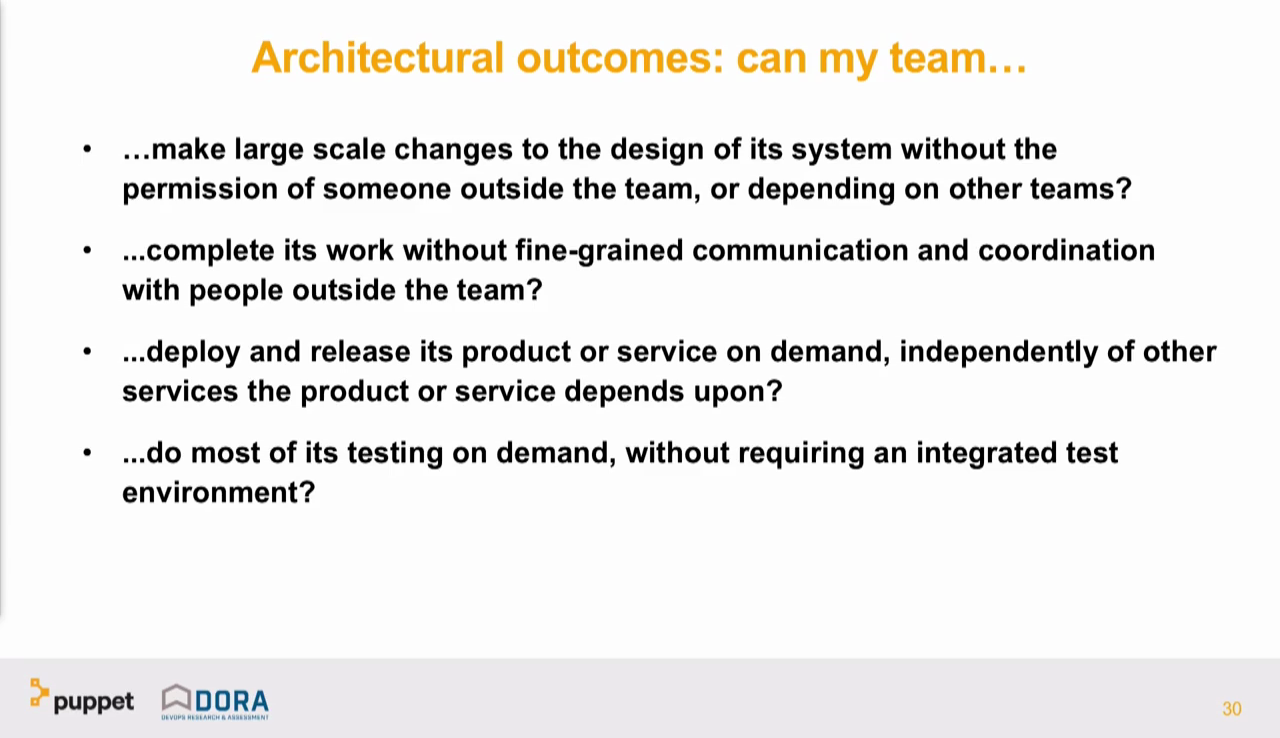 Architectural outcomes: can my team…
• …make large scale changes to the design of its system without the
permission of someone outside the team, or depending on other teams?
• ...complete its work without fine-grained communication and coordination
with people outside the team?
• ...deploy and release its product or service on demand, independently of other
services the product or service depends upon?
• ...do most of its testing on demand, without requiring an integrated test
environment?
puppet
DORA
DEVOPS RESEARCH & ASSESSMENT
30